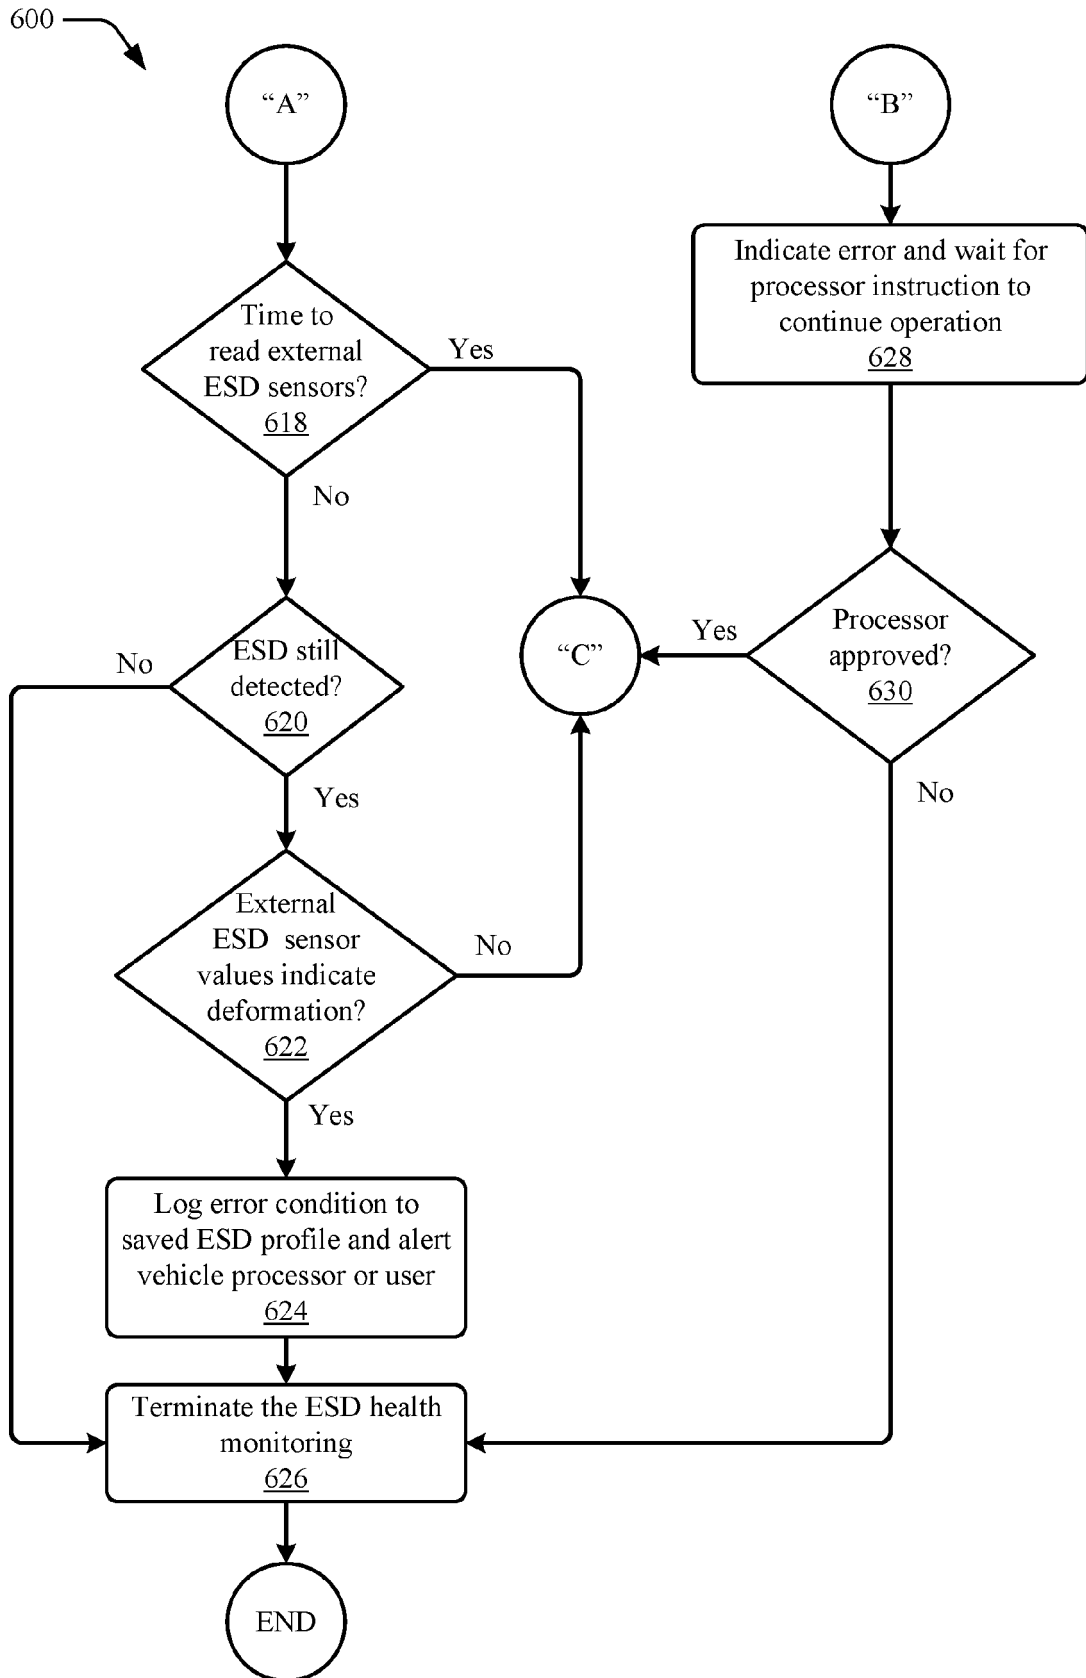 600
“A”
“B”
Indicate error and wait for
processor instruction to
continue operation
628
Time to
read external
ESD sensors?
618
Yes
No
ESD still
detected?
620
No
Yes
“C”
Yes
Processor
approved?
630
No
External
ESD sensor
values indicate
deformation?
622
No
Yes
Log error condition to
saved ESD profile and alert
vehicle processor or user
624
Terminate the ESD health
monitoring
626
END